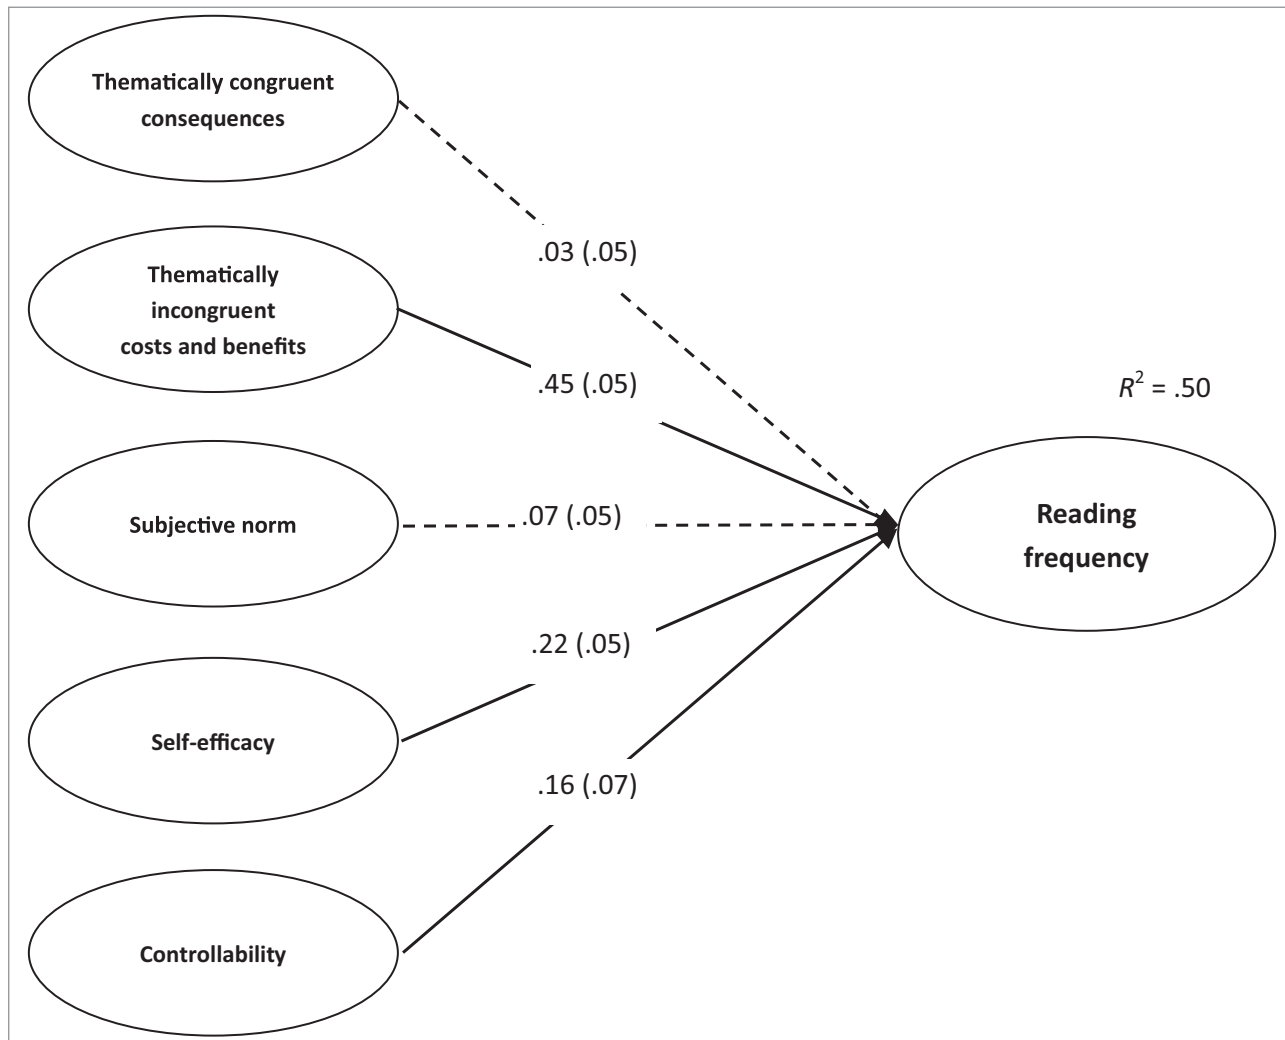 Thematically congruent
consequences
.03 (.05)
Thematically
incongruent
costs and benefits
.45 (.05)
R² = .50
Subjective norm
.07 (.05)
Reading
frequency
.22 (.05)
Self-efficacy
.16 (.07)
Controllability